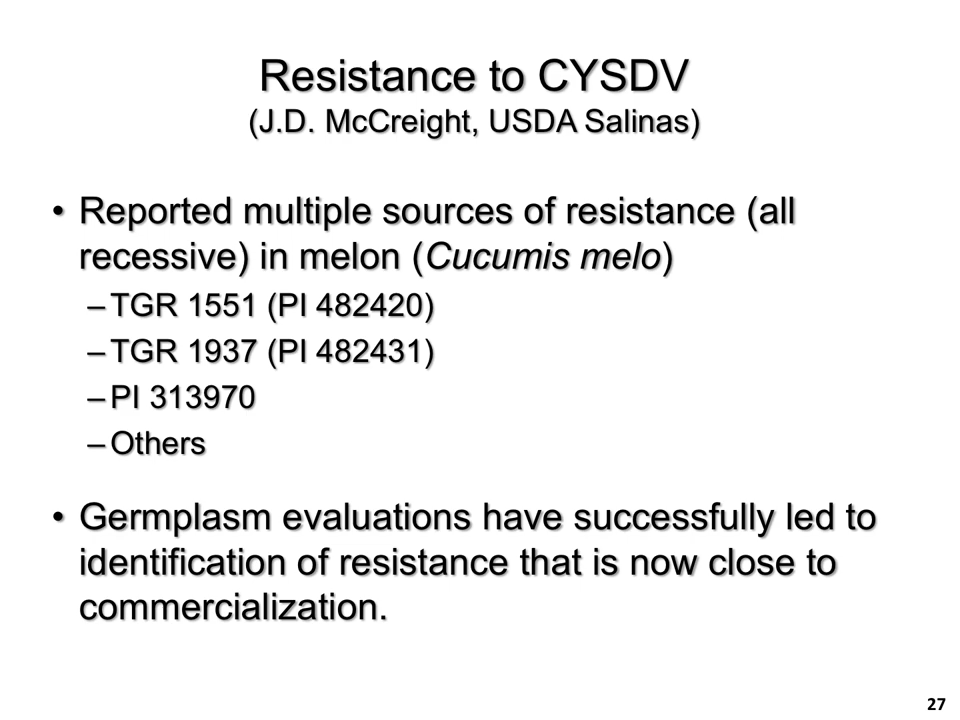 Resistance to CYSDV
(J.D. McCreight, USDA Salinas)
• Reported multiple sources of resistance (all
recessive) in melon (Cucumis melo)
– TGR 1551 (PI 482420)
– TGR 1937 (PI 482431)
– PI 313970
– Others
• Germplasm evaluations have successfully led to
identification of resistance that is now close to
commercialization.
27